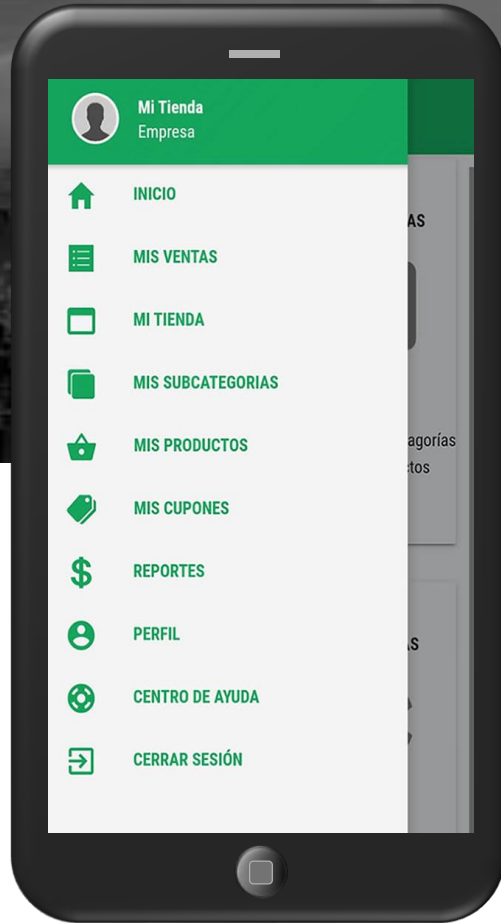 Mi Tienda
Empresa
INICIO
MIS VENTAS
MI TIENDA
MIS SUBCATEGORIAS
MIS PRODUCTOS
MIS CUPONES
REPORTES
PERFIL
CENTRO DE AYUDA
CERRAR SESIÓN